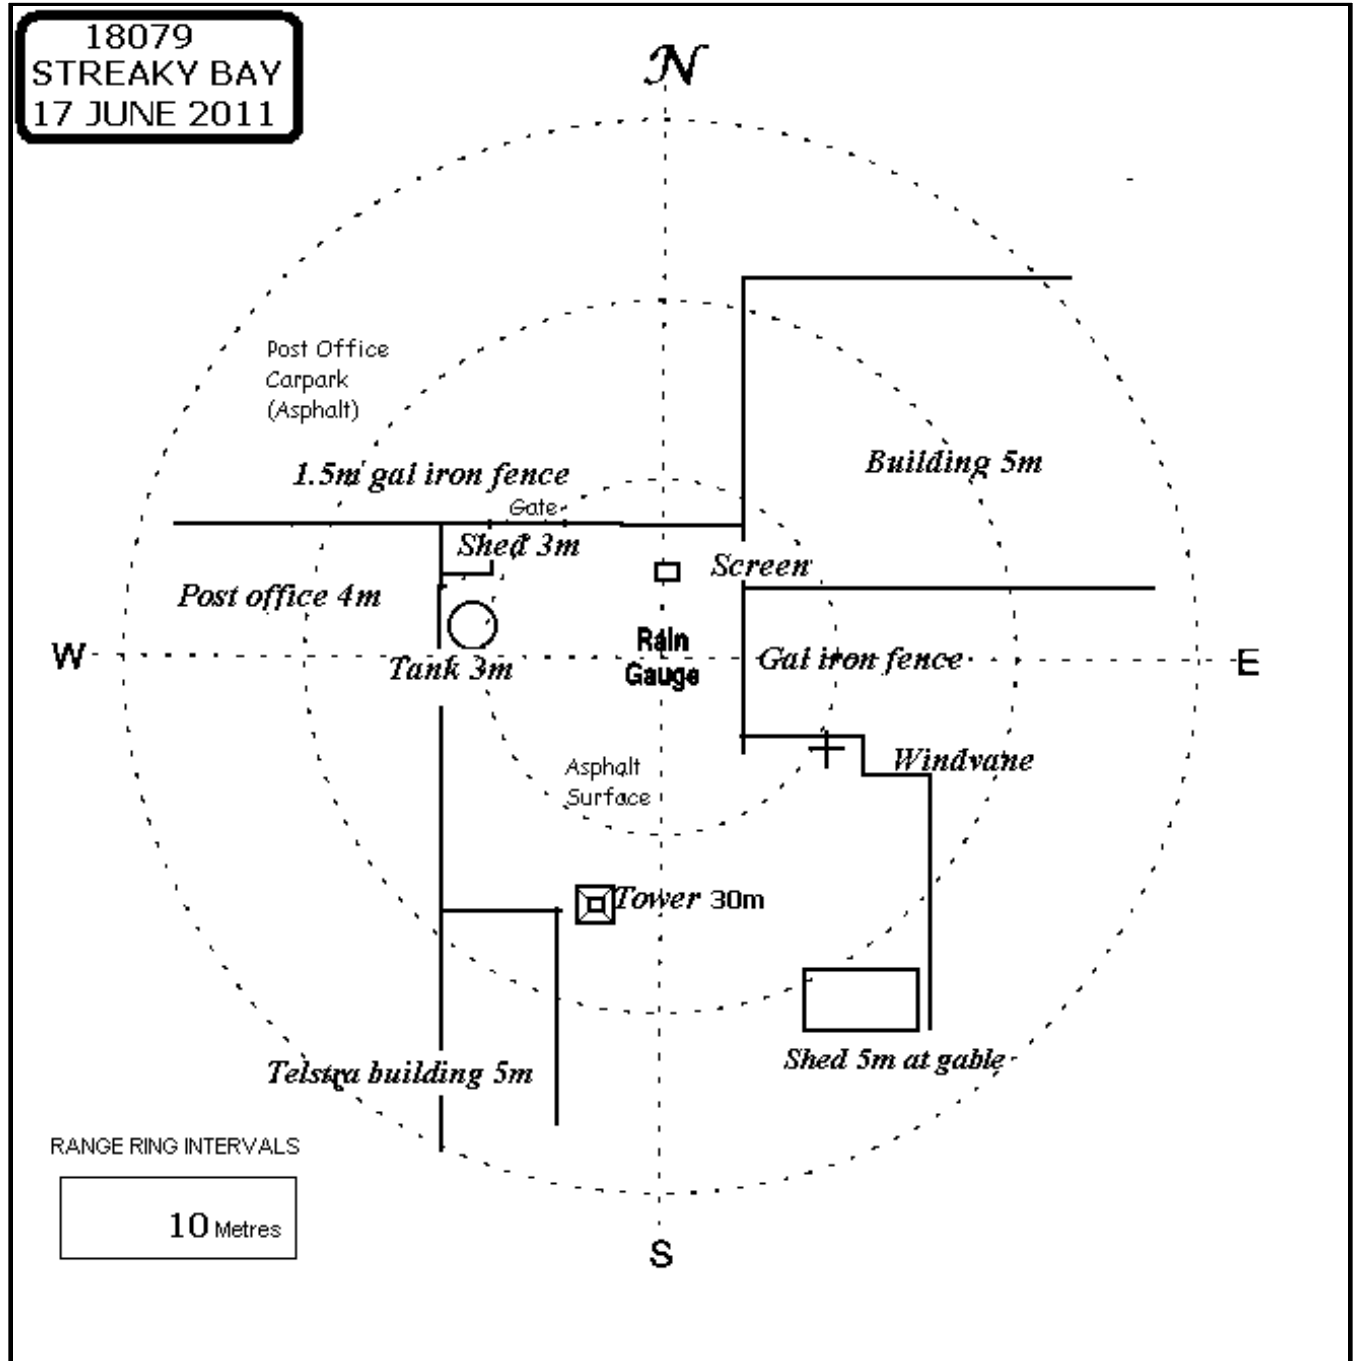 18079
STREAKY BAY
17 JUNE 2011
N
Post Office
Carpark
(Asphalt)
1.5m gal iron fence
Building 5m
Gate
Shed 3m
Screen
Post office 4m
Rain
Gauge
W
Tank 3m
Gal iron fence
E
Windvane
Asphalt
Surface
Tower 30m
Shed 5m at gable
Telstra building 5m
RANGE RING INTERVALS
10 Metres
S